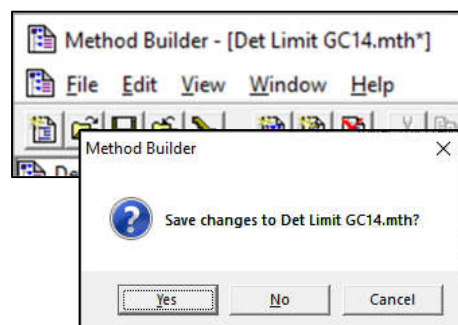 Method Builder - [Det Limit GC14.mth*]
File Edit View Window Help
Method Builder
Save changes to Det Limit GC14.mth?
Yes No Cancel